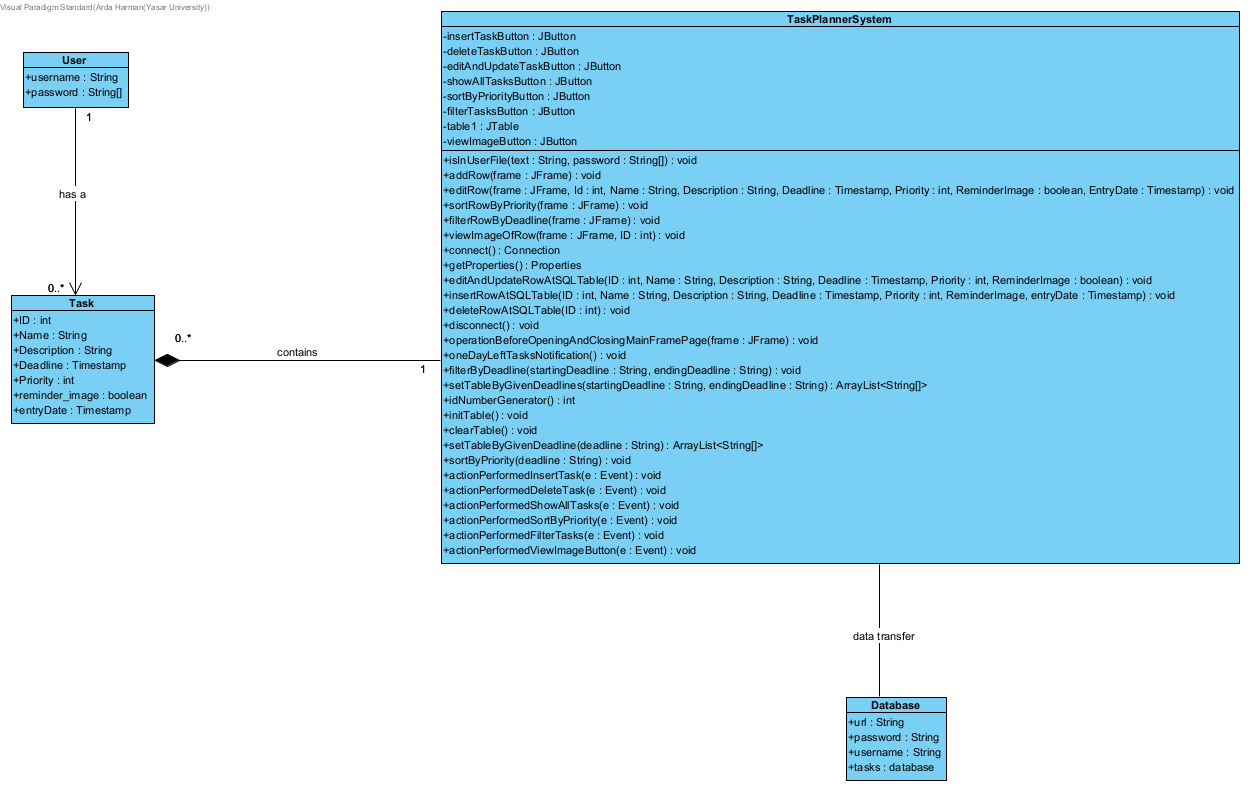 Visual Paradigm Standard(Arda Harman(Yasar University))
User
+username : String
+password : String[]
1
has a
0..*
Task
+ID : int
+Name : String
+Description : String
+Deadline : Timestamp
+Priority : int
+reminder_image : boolean
+entryDate : Timestamp
0..*
contains
1
TaskPlannerSystem
-insertTaskButton : JButton
-deleteTaskButton : JButton
-editAndUpdateTaskButton : JButton
-showAllTasksButton : JButton
-sortByPriorityButton : JButton
-filterTasksButton : JButton
-table1 : JTable
-viewImageButton : JButton
+isInUserFile(text : String, password : String[]) : void
+addRow(frame : JFrame) : void
+editRow(frame : JFrame, Id : int, Name : String, Description : String, Deadline : Timestamp, Priority : int, ReminderImage : boolean, EntryDate : Timestamp) : void
+sortRowByPriority(frame : JFrame) : void
+filterRowByDeadline(frame : JFrame) : void
+viewImageOfRow(frame : JFrame, ID : int) : void
+connect() : Connection
+getProperties() : Properties
+editAndUpdateRowAtSQLTable(ID : int, Name : String, Description : String, Deadline : Timestamp, Priority : int, ReminderImage : boolean) : void
+insertRowAtSQLTable(ID : int, Name : String, Description : String, Deadline : Timestamp, Priority : int, ReminderImage, entryDate : Timestamp) : void
+deleteRowAtSQLTable(ID : int) : void
+disconnect() : void
+operationBeforeOpeningAndClosingMainFramePage(frame : JFrame) : void
+oneDayLeftTasksNotification() : void
+filterByDeadline(startingDeadline : String, endingDeadline : String) : void
+setTableByGivenDeadlines(startingDeadline : String, endingDeadline : String) : ArrayList<String[]>
+idNumberGenerator() : int
+initTable() : void
+clearTable() : void
+setTableByGivenDeadline(deadline : String) : ArrayList<String[]>
+sortByPriority(deadline : String) : void
+actionPerformedInsertTask(e : Event) : void
+actionPerformedDeleteTask(e : Event) : void
+actionPerformedShowAllTasks(e : Event) : void
+actionPerformedSortByPriority(e : Event) : void
+actionPerformedFilterTasks(e : Event) : void
+actionPerformedViewImageButton(e : Event) : void
data transfer
Database
+url : String
+password : String
+username : String
+tasks : database